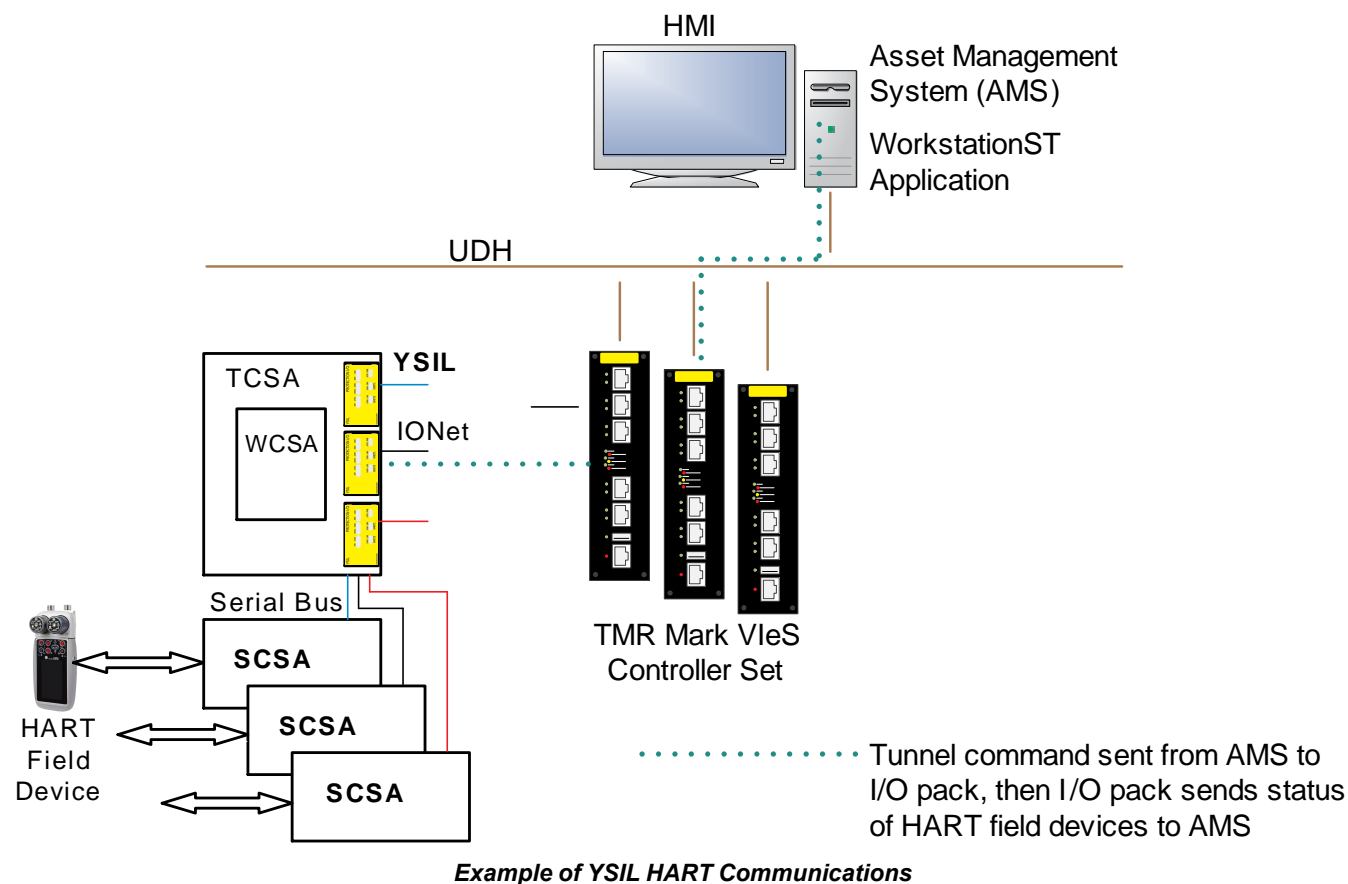 HMI
Asset Management
System (AMS)
WorkstationST
Application
UDH
TCSA
YSIL
WCSA
IONet
Serial Bus
SCSA
SCSA
SCSA
HART
Field
Device
TMR Mark VIeS
Controller Set
Tunnel command sent from AMS to
I/O pack, then I/O pack sends status
of HART field devices to AMS
Example of YSIL HART Communications